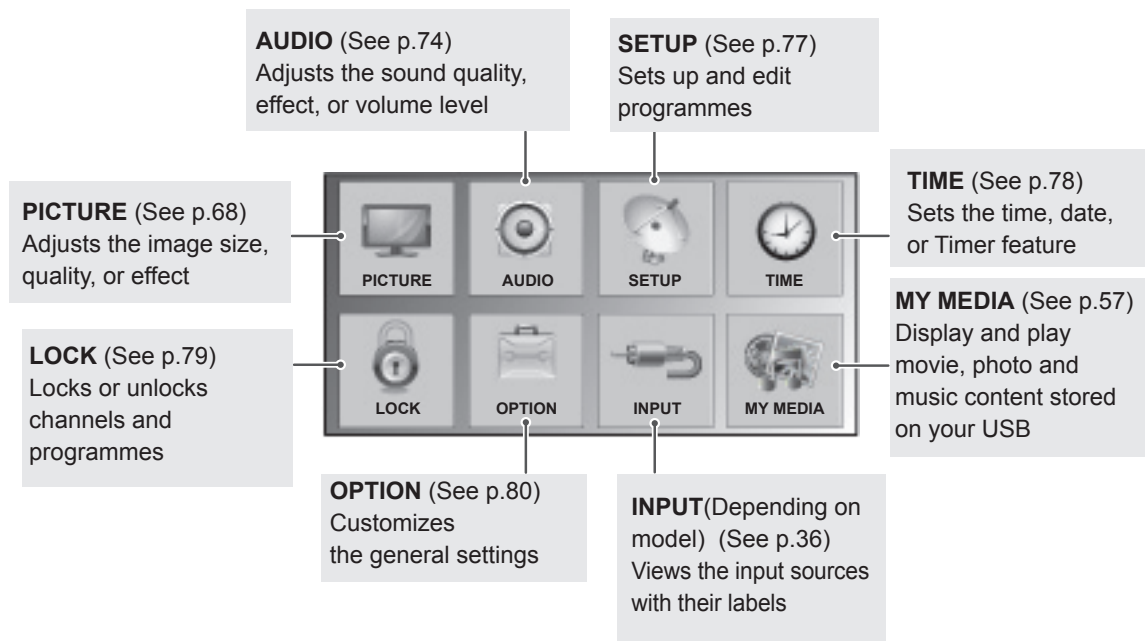 AUDIO (See p.74)
Adjusts the sound quality,
effect, or volume level
SETUP (See p.77)
Sets up and edit
programmes
PICTURE (See p.68)
Adjusts the image size,
quality, or effect
TIME (See p.78)
Sets the time, date,
or Timer feature
PICTURE
AUDIO
SETUP
TIME
LOCK (See p.79)
Locks or unlocks
channels and
programmes
MY MEDIA (See p.57)
Display and play
movie, photo and
music content stored
on your USB
LOCK
OPTION
INPUT
MY MEDIA
OPTION (See p.80)
Customizes
the general settings
INPUT(Depending on
model)  (See p.36)
Views the input sources
with their labels